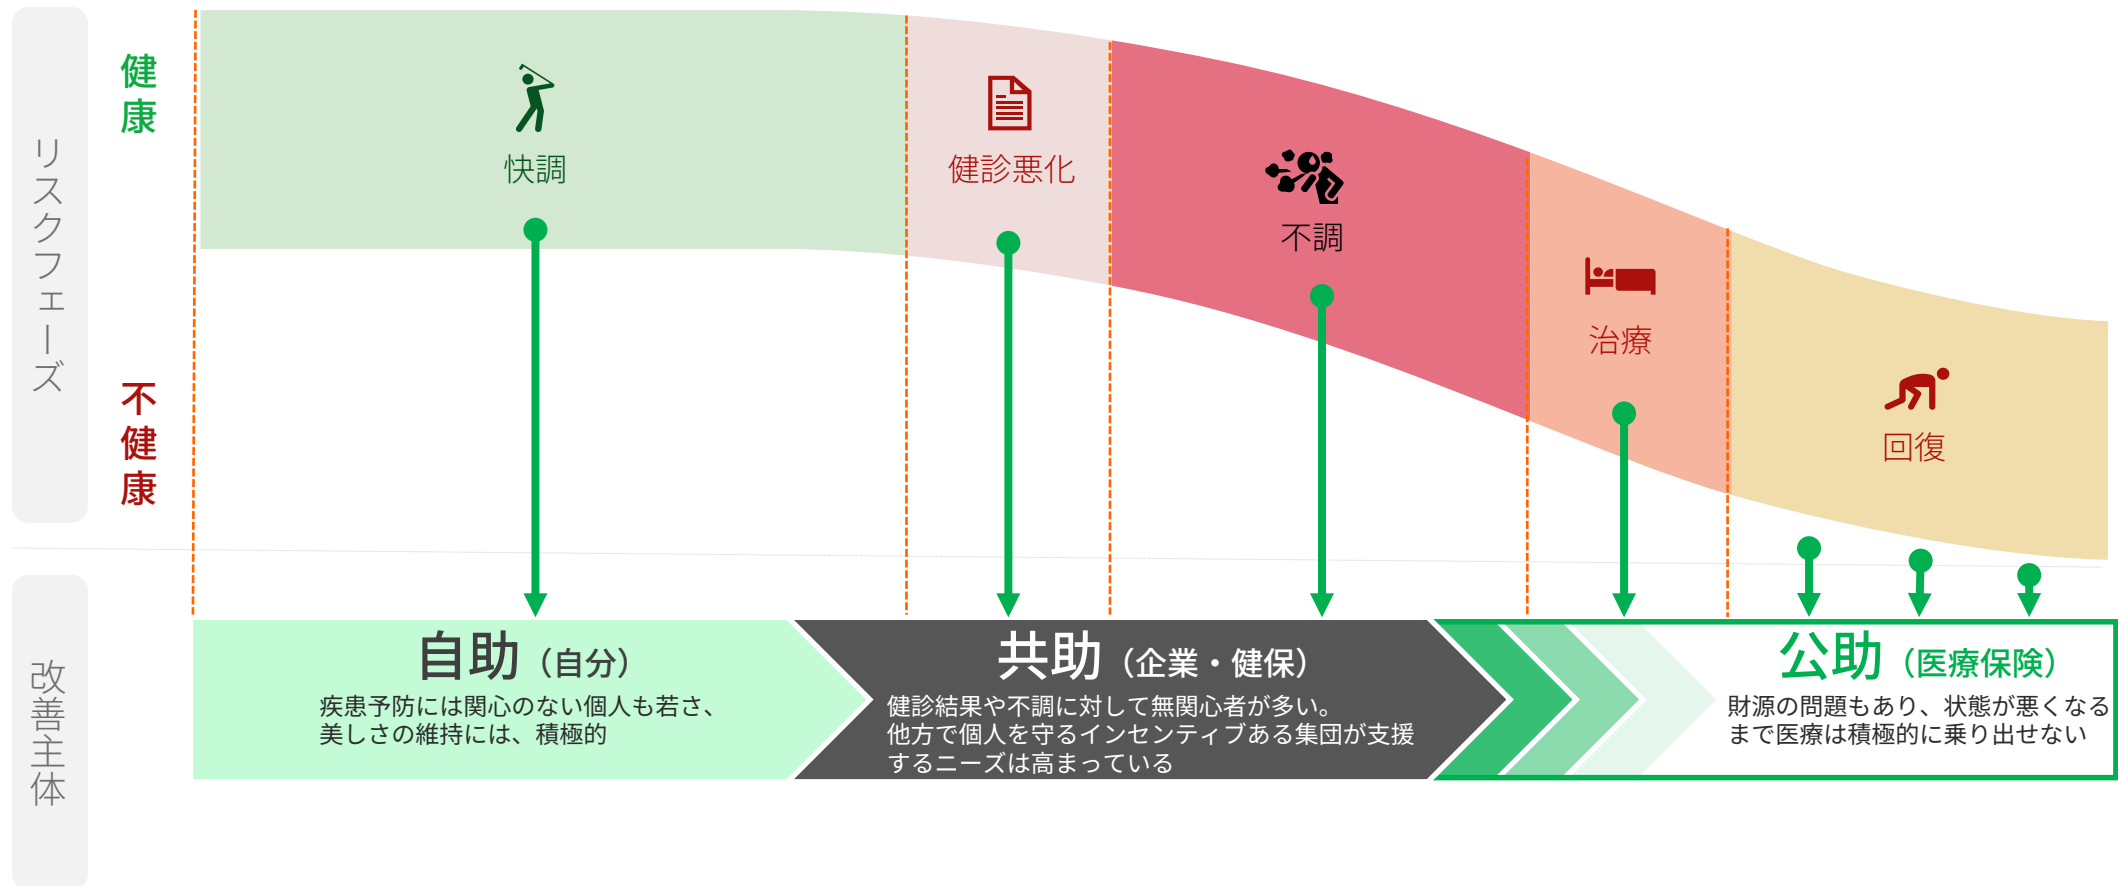 リスクフェーズ
健康
不健康
快調
健診悪化
不調
治療
回復
改善主体
自助（自分）
疾患予防には関心のない個人も若さ、
美しさの維持には、積極的
共助（企業・健保）
健診結果や不調に対して無関心者が多い。
他方で個人を守るインセンティブある集団が支援
するニーズは高まっている
公助（医療保険）
財源の問題もあり、状態が悪くなる
まで医療は積極的に乗り出せない